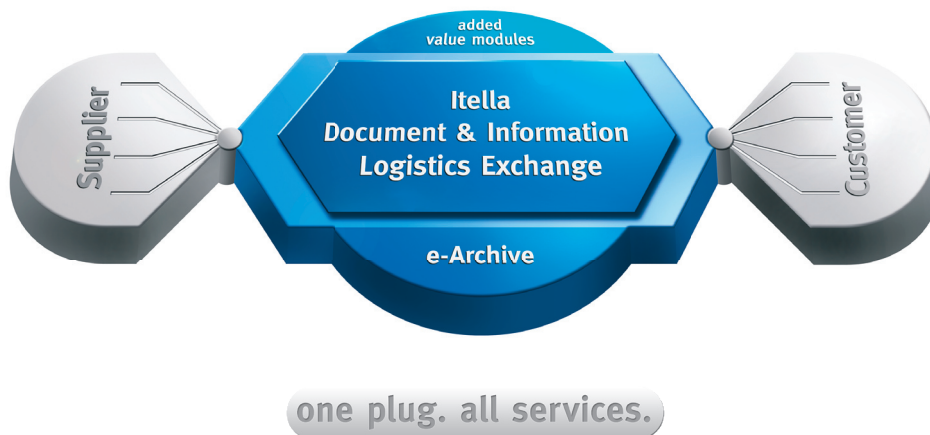 added
value modules
Supplier
Itella
Document & Information
Logistics Exchange
Customer
e-Archive
one plug. all services.